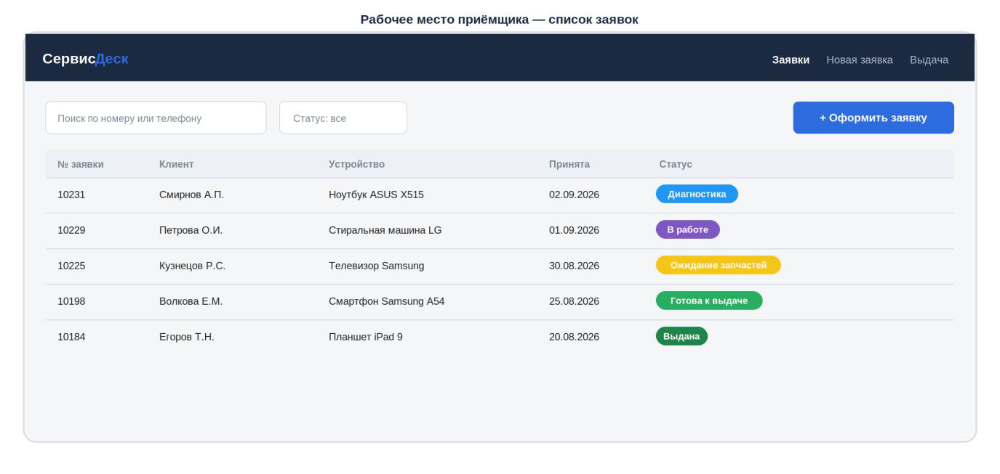 Рабочее место приёмщика — список заявок
СервисДеск Заявки Новая заявка Выдача
Поиск по номеру или телефону Статус: все + Оформить заявку
№ заявки Клиент Устройство Принята Статус
10231 Смирнов А.П. Ноутбук ASUS X515 02.09.2026 Диагностика
10229 Петрова О.И. Стиральная машина LG 01.09.2026 В работе
10225 Кузнецов Р.С. Телевизор Samsung 30.08.2026 Ожидание запчастей
10198 Волкова Е.М. Смартфон Samsung A54 25.08.2026 Готова к выдаче
10184 Егоров Т.Н. Планшет iPad 9 20.08.2026 Выдана